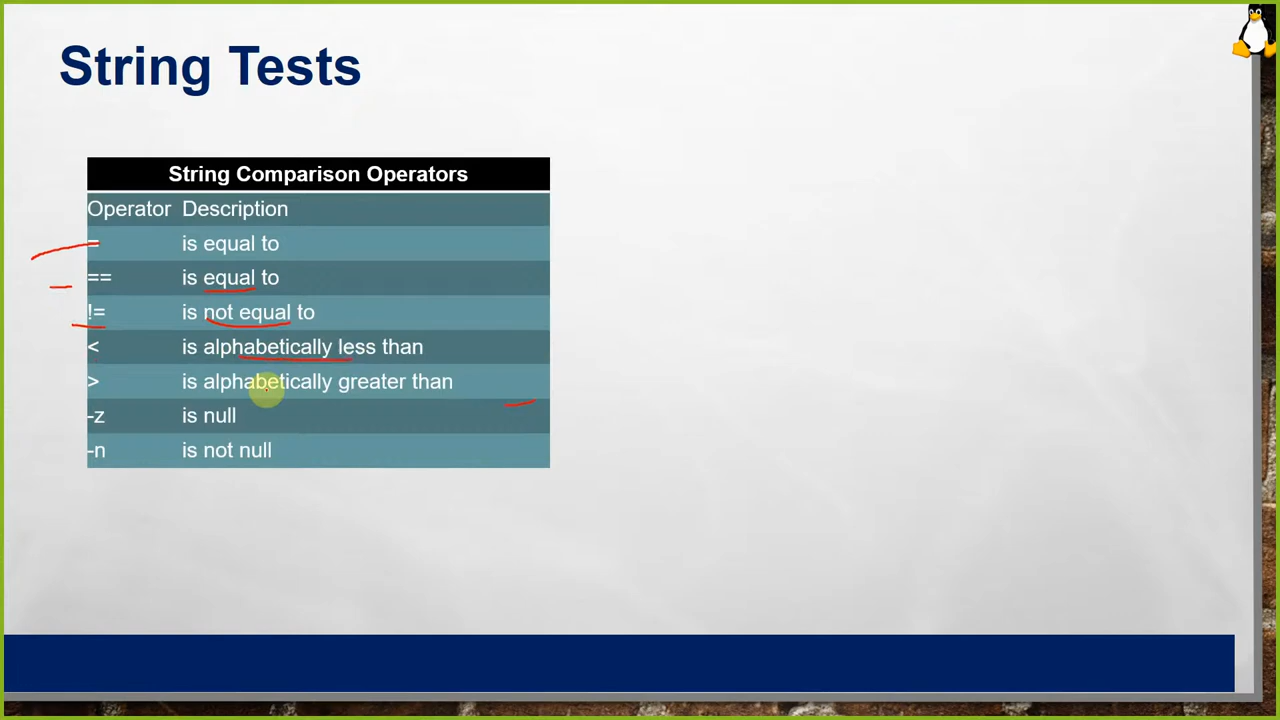 String Tests
String Comparison Operators
Operator Description
= is equal to
== is equal to
!= is not equal to
< is alphabetically less than
> is alphabetically greater than
-z is null
-n is not null